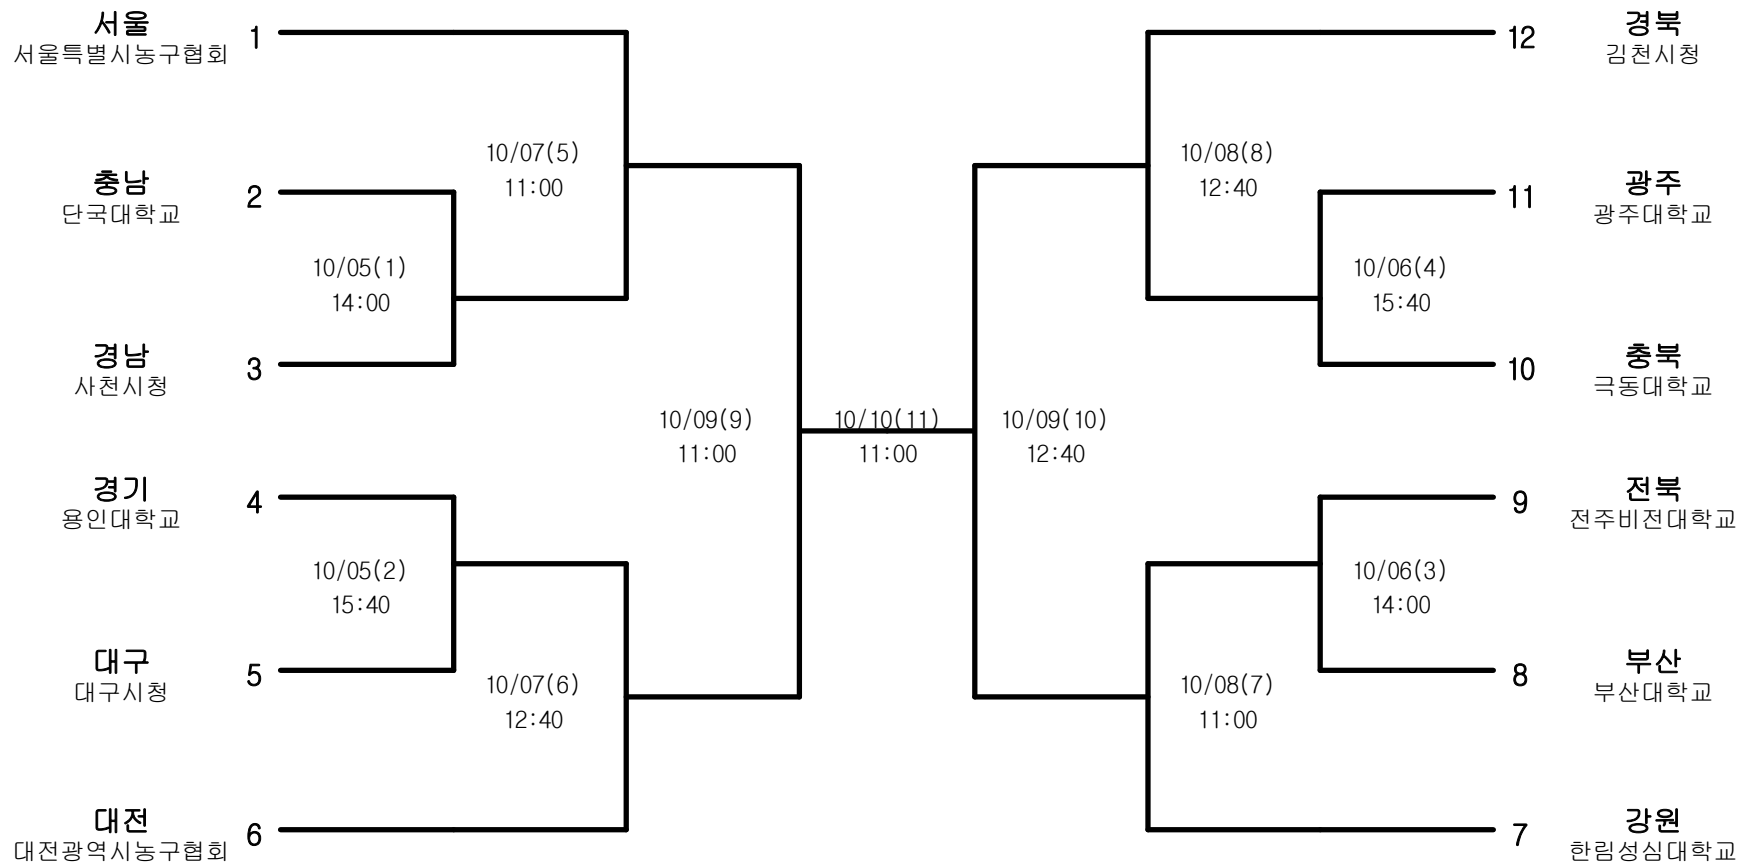 서울
서울특별시농구협회
1
충남
단국대학교
2
10/07(5)
11:00
10/05(1)
14:00
경남
사천시청
3
경기
용인대학교
4
10/05(2)
15:40
대구
대구시청
5
10/07(6)
12:40
대전
대전광역시농구협회
6
10/09(9)
11:00
10/10(11)
11:00
10/09(10)
12:40
12
경북
김천시청
10/08(8)
12:40
11
광주
광주대학교
10/06(4)
15:40
10
충북
극동대학교
9
전북
전주비전대학교
10/06(3)
14:00
8
부산
부산대학교
10/08(7)
11:00
7
강원
한림성심대학교